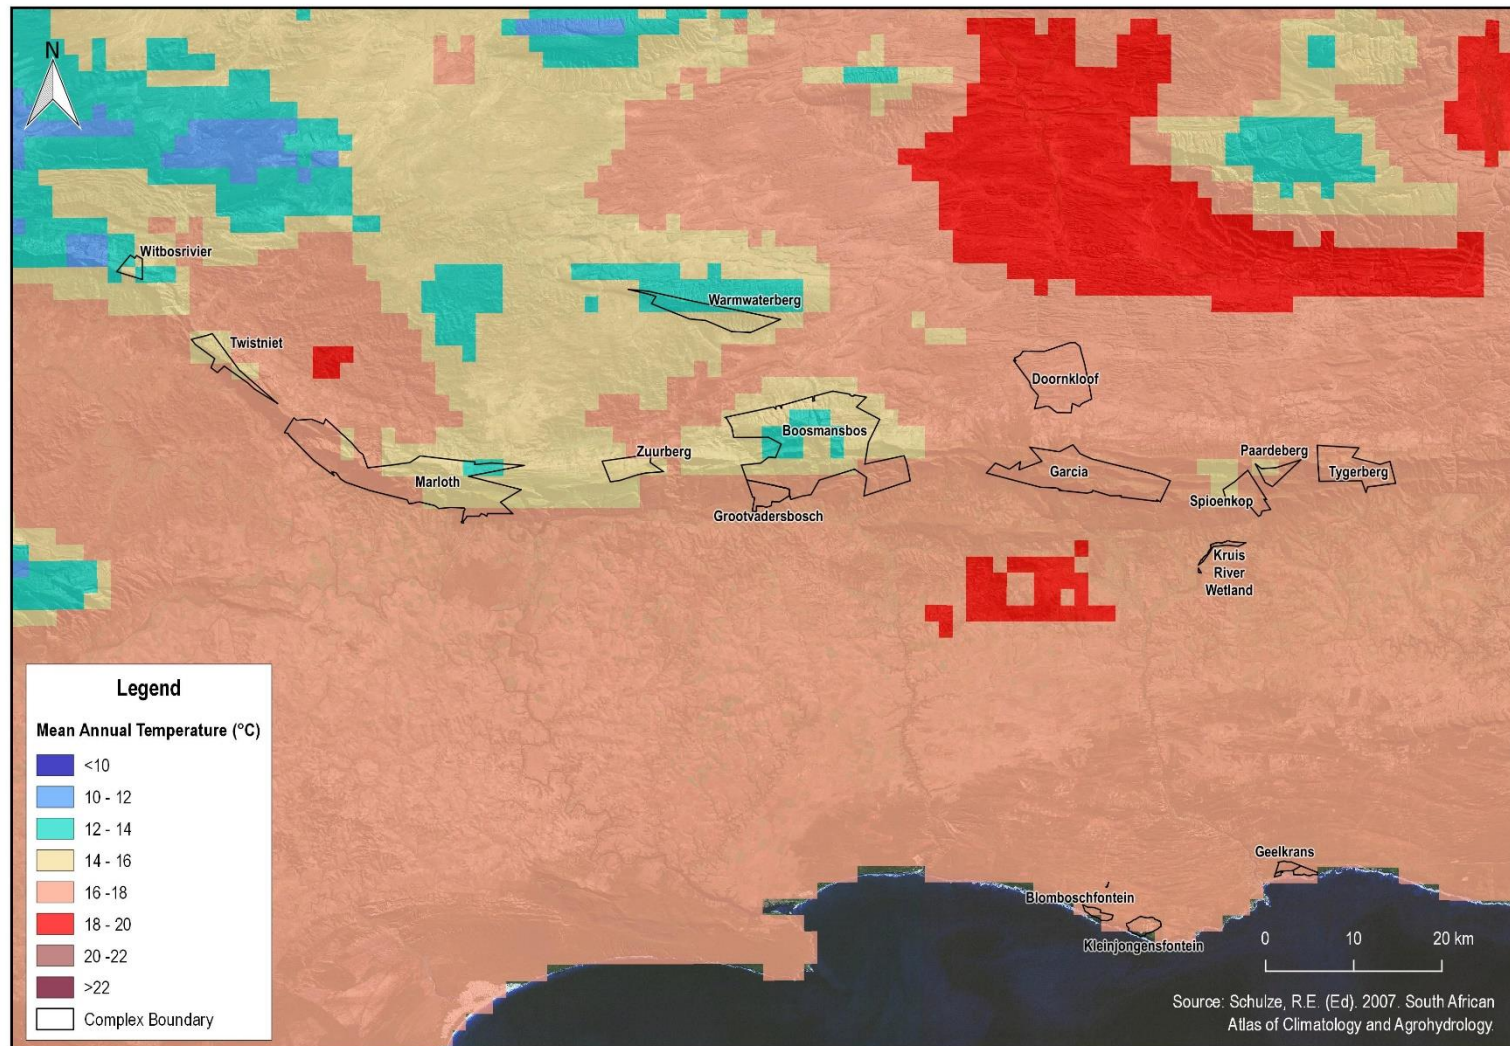 N
Witbosrivier
Warmwaterberg
Twistniet
Doornkloof
Boosmansbos
Zuurberg
Paardeberg
Marloth
Garcia
Tygerberg
Spioenkop
Grootvadersbosch
Kruis
River
Wetland
Legend
Mean Annual Temperature (°C)
<10
10 - 12
12 - 14
14 - 16
16 -18
18 - 20
20 -22
>22
Complex Boundary
Geelkrans
Blomboschfontein
Kleinjongensfontein
0 10 20 km
Source: Schulze, R.E. (Ed). 2007. South African
Atlas of Climatology and Agrohydrology.